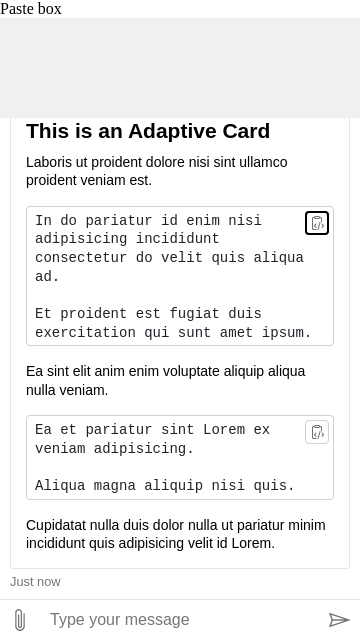 Paste box
This is an Adaptive Card
Laboris ut proident dolore nisi sint ullamco
proident veniam est.
In do pariatur id enim nisi
adipisicing incididunt
consectetur do velit quis aliqua
ad.
Et proident est fugiat duis
exercitation qui sunt amet ipsum.
Ea sint elit anim enim voluptate aliquip aliqua
nulla veniam.
Ea et pariatur sint Lorem ex
veniam adipisicing.
Aliqua magna aliquip nisi quis.
Cupidatat nulla duis dolor nulla ut pariatur minim
incididunt quis adipisicing velit id Lorem.
Just now
Type your message